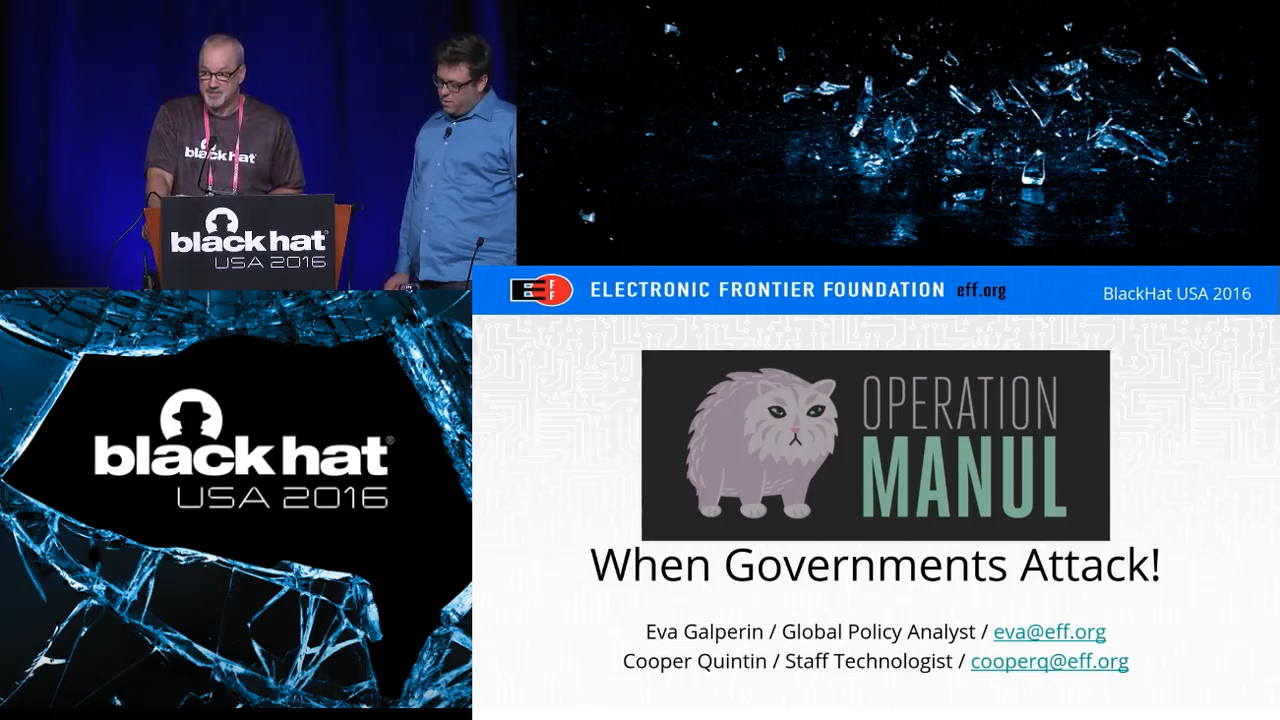 black hat
black hat
USA 2016
ELECTRONIC FRONTIER FOUNDATION eff.org
BlackHat USA 2016
EFF
OPERATION
MANUL
black hat
USA 2016
When Governments Attack!
Eva Galperin / Global Policy Analyst / eva@eff.org
Cooper Quintin / Staff Technologist / cooperq@eff.org